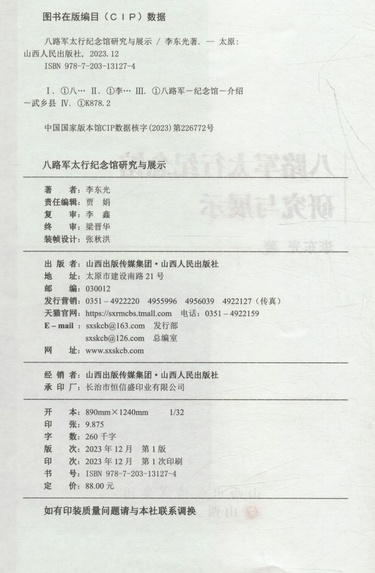 图书在版编目(CIP)数据
八路军太行纪念馆研究与展示 / 李东光著. — 太原:
山西人民出版社, 2023.12
ISBN 978-7-203-13127-4
Ⅰ. ①八… Ⅱ. ①李… Ⅲ. ①八路军－纪念馆－介绍
－武乡县 Ⅳ. ①K878.2
中国国家版本馆CIP数据核字(2023)第226772号
八路军太行纪念馆研究与展示
著 者: 李东光
责任编辑: 贾 娟
复 审: 李 鑫
终 审: 梁晋华
装帧设计: 张秋洪
出 版 者: 山西出版传媒集团·山西人民出版社
地 址: 太原市建设南路21号
邮 编: 030012
发行营销: 0351－4922220 4955996 4956039 4922127（传真）
天猫官网: https://sxrmcbs.tmall.com 电话: 0351－4922159
E－mail : sxskcb@163.com 发行部
sxskcb@126.com 总编室
网 址: www.sxskcb.com
经 销 者: 山西出版传媒集团·山西人民出版社
承 印 厂: 长治市恒信盛印业有限公司
开 本: 890mm×1240mm 1/32
印 张: 9.875
字 数: 260千字
版 次: 2023年12月 第1版
印 次: 2023年12月 第1次印刷
书 号: ISBN 978-7-203-13127-4
定 价: 88.00元
如有印装质量问题请与本社联系调换